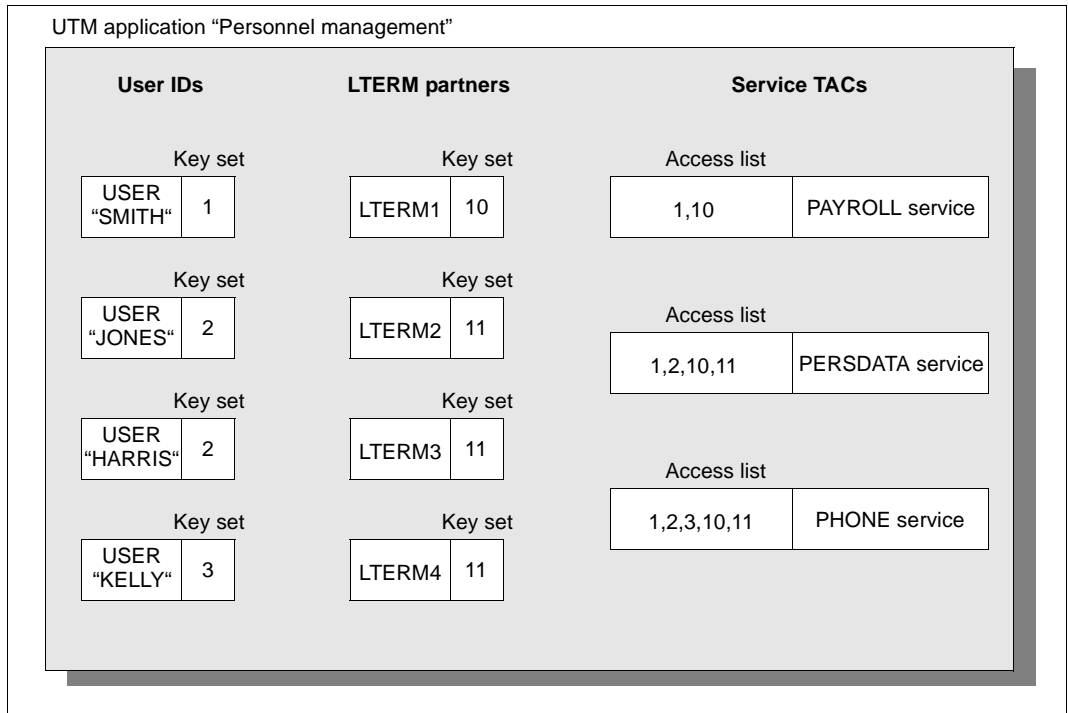 UTM application “Personnel management”
User IDs
LTERM partners
Service TACs
Key set
USER
“SMITH“
1
Key set
LTERM1
10
Access list
1,10
PAYROLL service
Key set
USER
“JONES“
2
Key set
LTERM2
11
Access list
1,2,10,11
PERSDATA service
Key set
USER
“HARRIS“
2
Key set
LTERM3
11
Access list
1,2,3,10,11
PHONE service
Key set
USER
“KELLY“
3
Key set
LTERM4
11